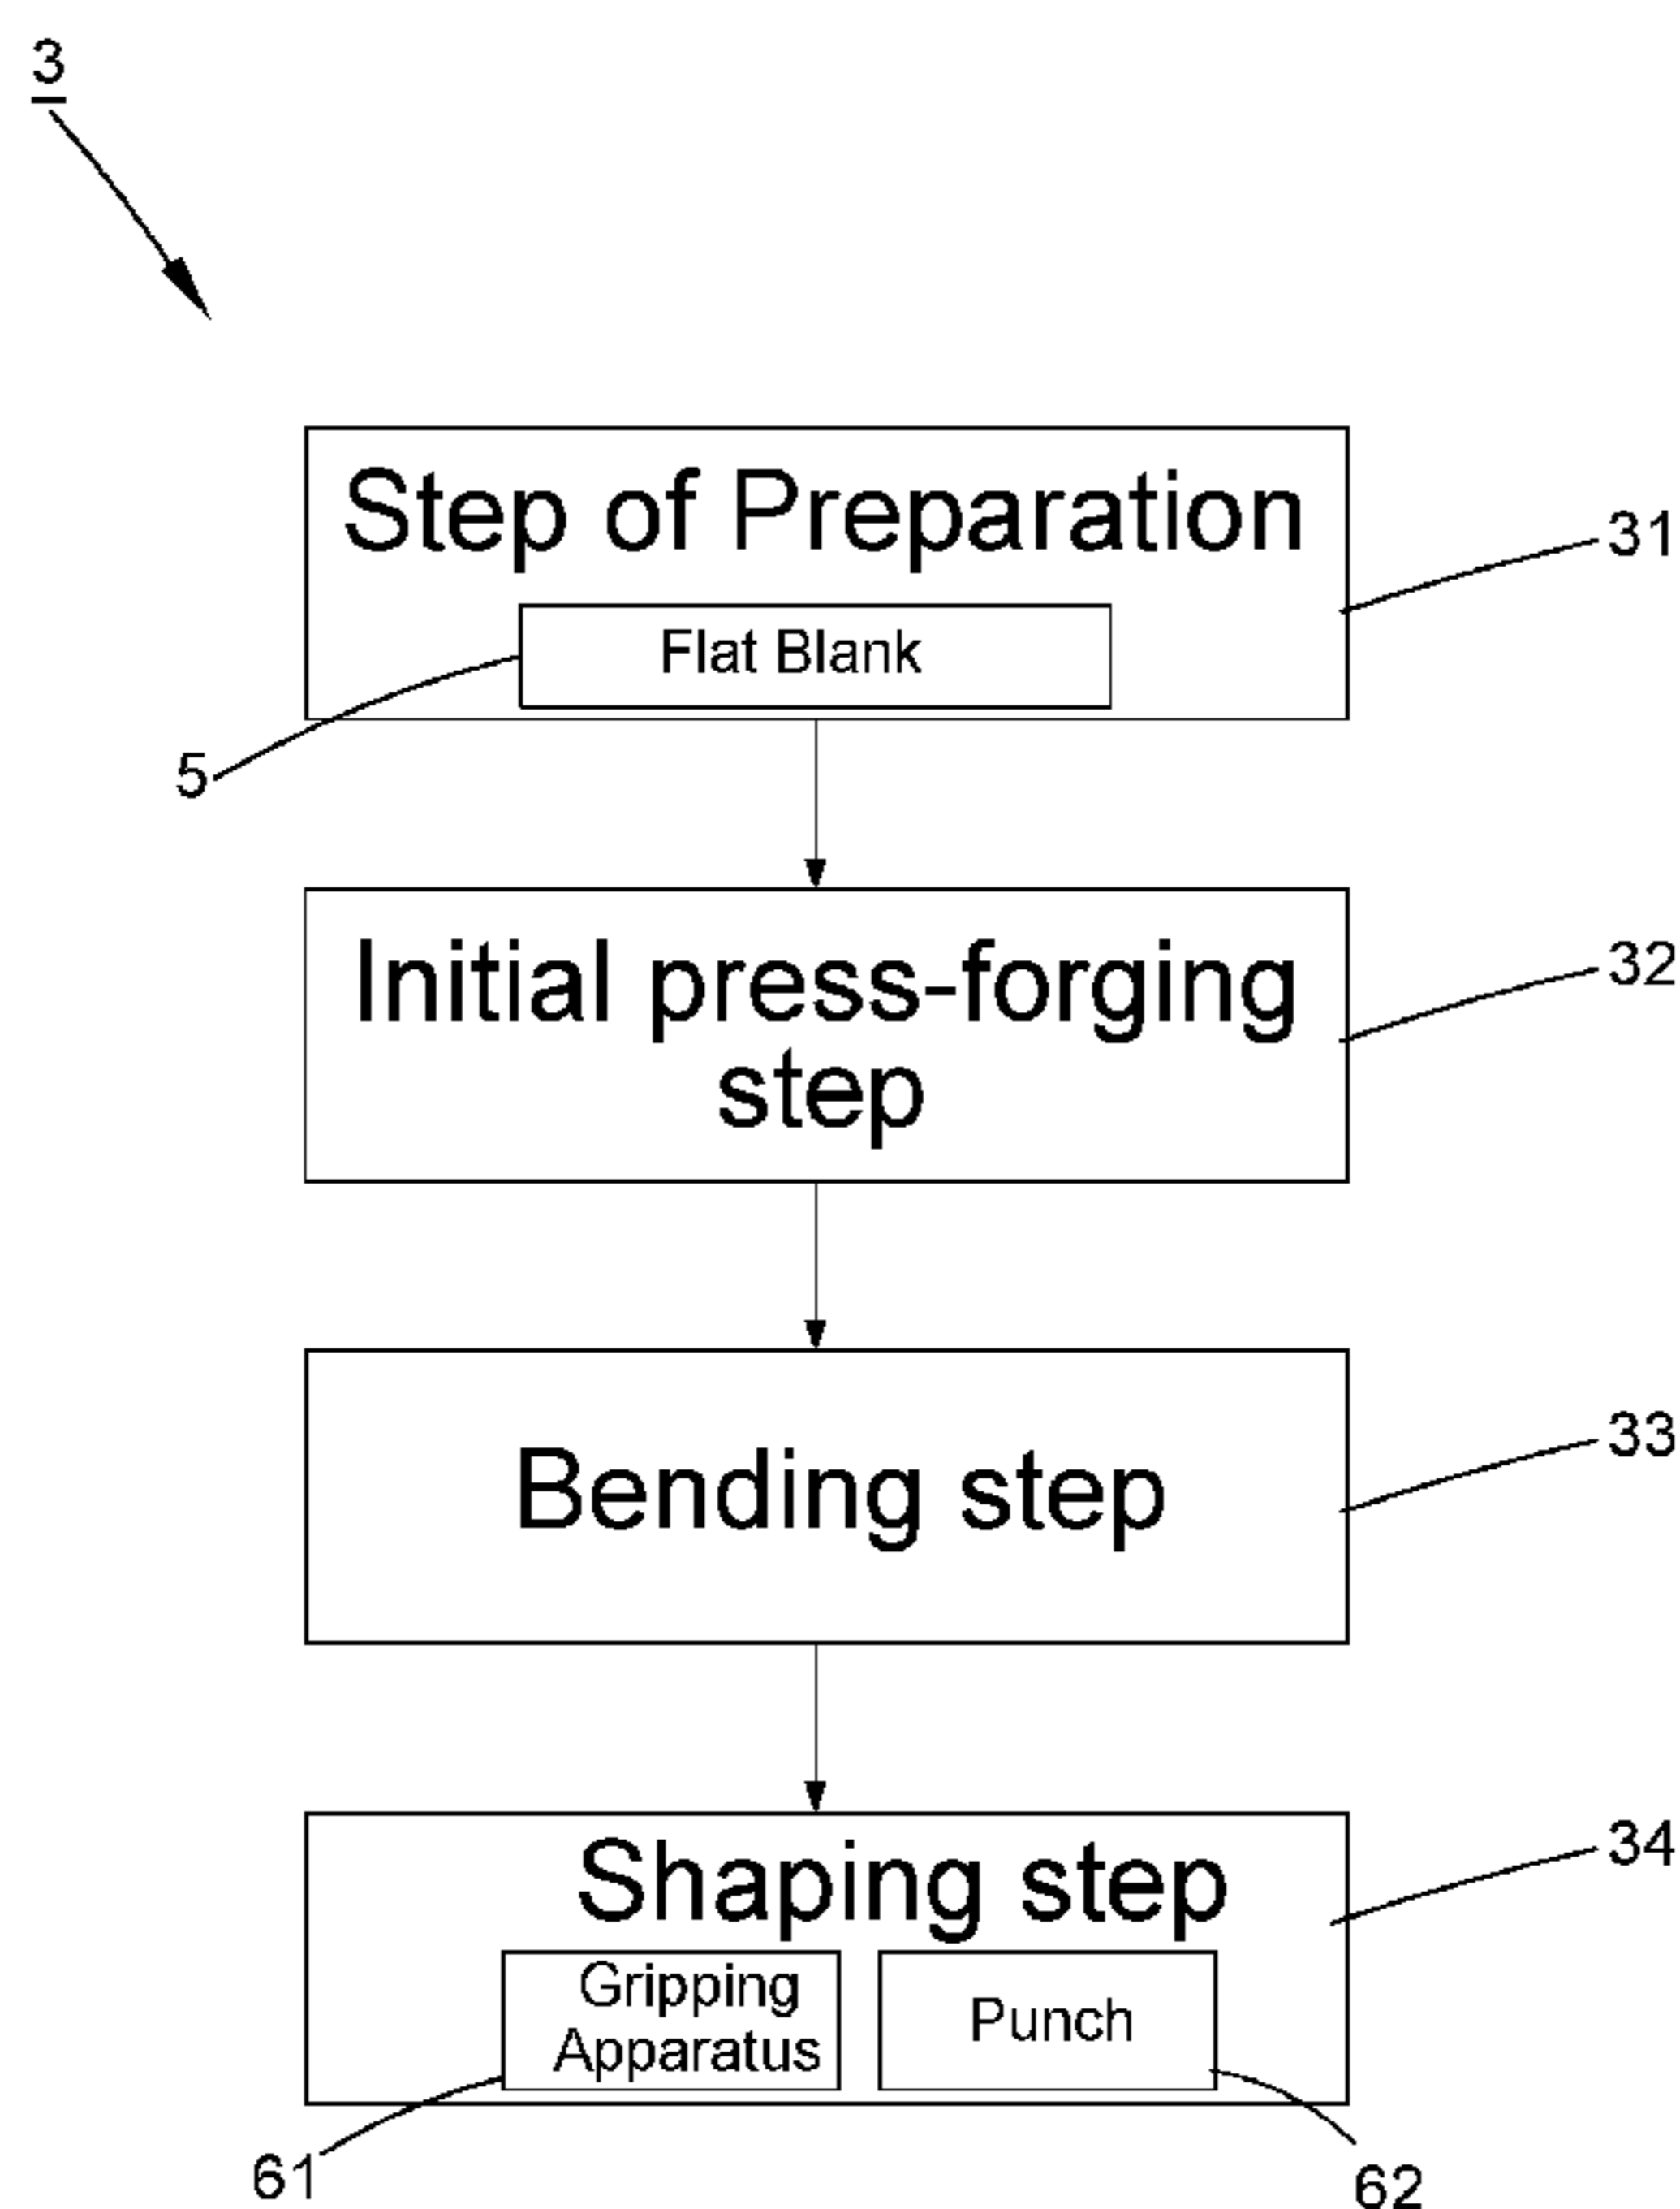 3
Step of Preparation
31
Flat Blank
5
Initial press-forging
step
32
Bending step
33
Shaping step
34
Gripping
Apparatus
Punch
61
62